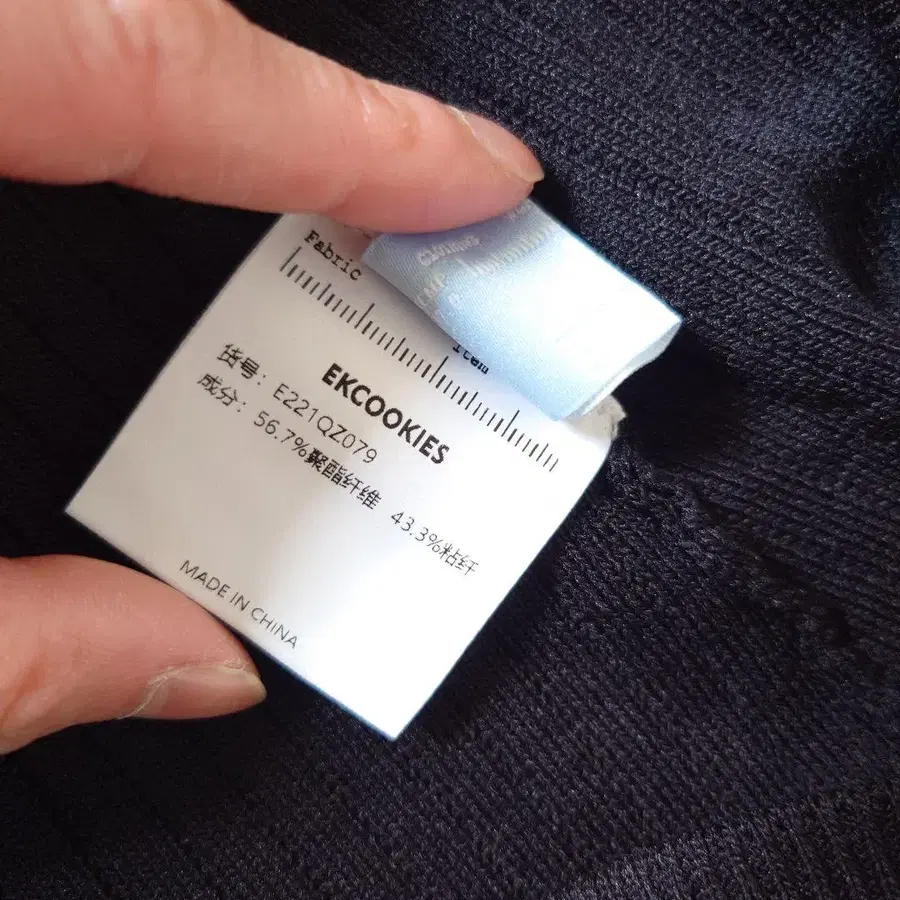 Fabric
Item
EKCOOKIES
货号: E221QZ079
成分: 56.7%聚酯纤维 43.3%粘纤
MADE IN CHINA